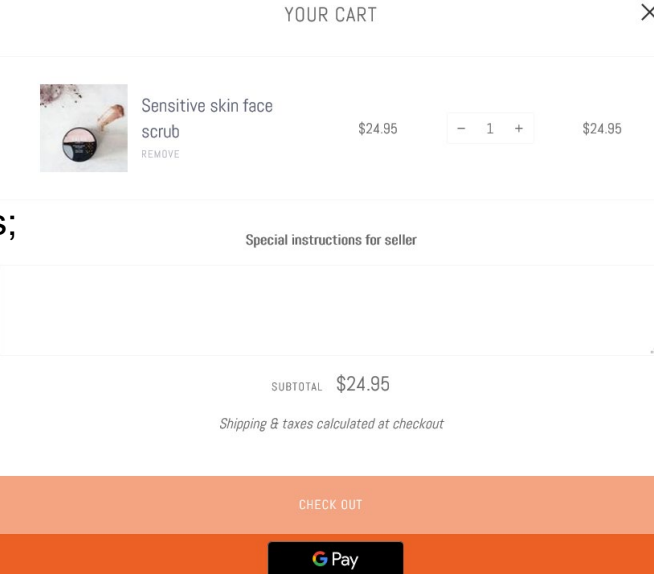 YOUR CART
Sensitive skin face
scrub
REMOVE
$24.95
− 1 +
$24.95
s;
Special instructions for seller
SUBTOTAL $24.95
Shipping & taxes calculated at checkout
CHECK OUT
G Pay